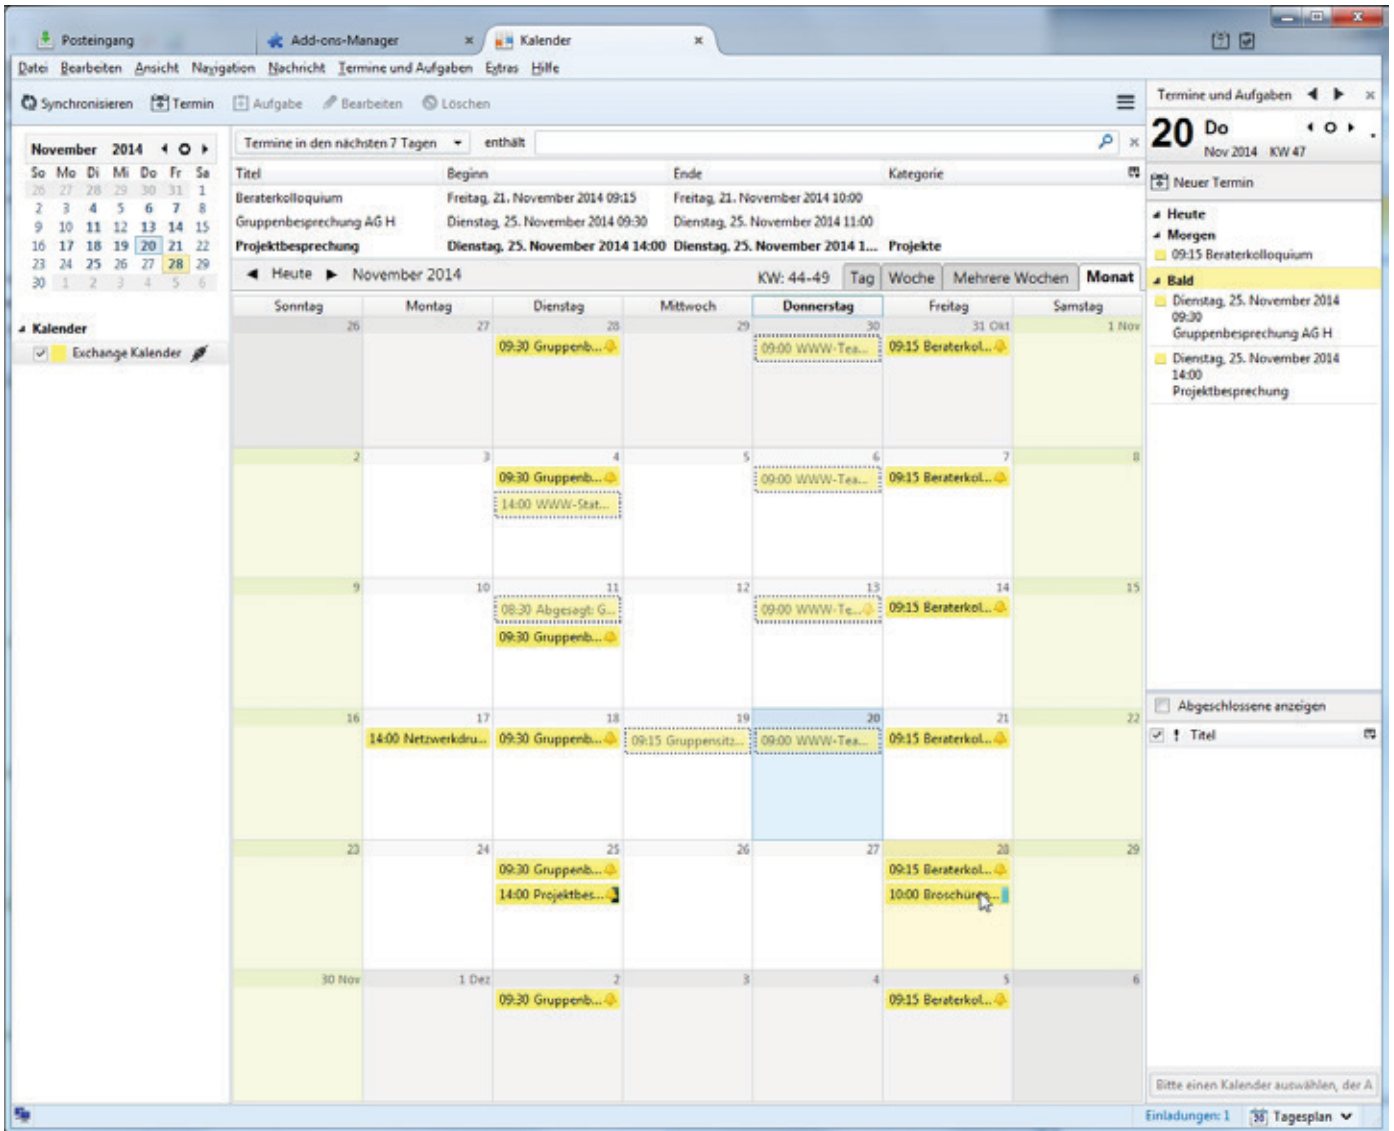 Posteingang
Add-ons-Manager
Kalender
Datei Bearbeiten Ansicht Navigation Nachricht Termine und Aufgaben Extras Hilfe
Synchronisieren Termin Aufgabe Bearbeiten Löschen
November 2014
So Mo Di Mi Do Fr Sa
26 27 28 29 30 31 1
2 3 4 5 6 7 8
9 10 11 12 13 14 15
16 17 18 19 20 21 22
23 24 25 26 27 28 29
30 1 2 3 4 5 6
Kalender
Exchange Kalender
Termine in den nächsten 7 Tagen enthält
Titel Beginn Ende Kategorie
Beraterkolloquium Freitag, 21. November 2014 09:15 Freitag, 21. November 2014 10:00
Gruppenbesprechung AG H Dienstag, 25. November 2014 09:30 Dienstag, 25. November 2014 11:00
Projektbesprechung Dienstag, 25. November 2014 14:00 Dienstag, 25. November 2014 1... Projekte
Heute November 2014 KW: 44-49 Tag Woche Mehrere Wochen Monat
Sonntag Montag Dienstag Mittwoch Donnerstag Freitag Samstag
26 27 28 29 30 31 Okt 1 Nov
09:30 Gruppenb... 09:00 WWW-Tea... 09:15 Beraterkol...
2 3 4 5 6 7 8
09:30 Gruppenb... 09:00 WWW-Tea... 09:15 Beraterkol...
14:00 WWW-Stat...
9 10 11 12 13 14 15
08:30 Abgesagt: G... 09:00 WWW-Te... 09:15 Beraterkol...
09:30 Gruppenb...
16 17 18 19 20 21 22
14:00 Netzwerkdru... 09:30 Gruppenb... 09:15 Gruppensitz... 09:00 WWW-Tea... 09:15 Beraterkol...
23 24 25 26 27 28 29
09:30 Gruppenb... 09:15 Beraterkol...
14:00 Projektbes... 10:00 Broschüren...
30 Nov 1 Dez 2 3 4 5 6
09:30 Gruppenb... 09:15 Beraterkol...
Termine und Aufgaben
20 Do
Nov 2014 KW 47
Neuer Termin
Heute
Morgen
09:15 Beraterkolloquium
Bald
Dienstag, 25. November 2014
09:30
Gruppenbesprechung AG H
Dienstag, 25. November 2014
14:00
Projektbesprechung
Abgeschlossene anzeigen
! Titel
Bitte einen Kalender auswählen, der A
Einladungen: 1 Tagesplan